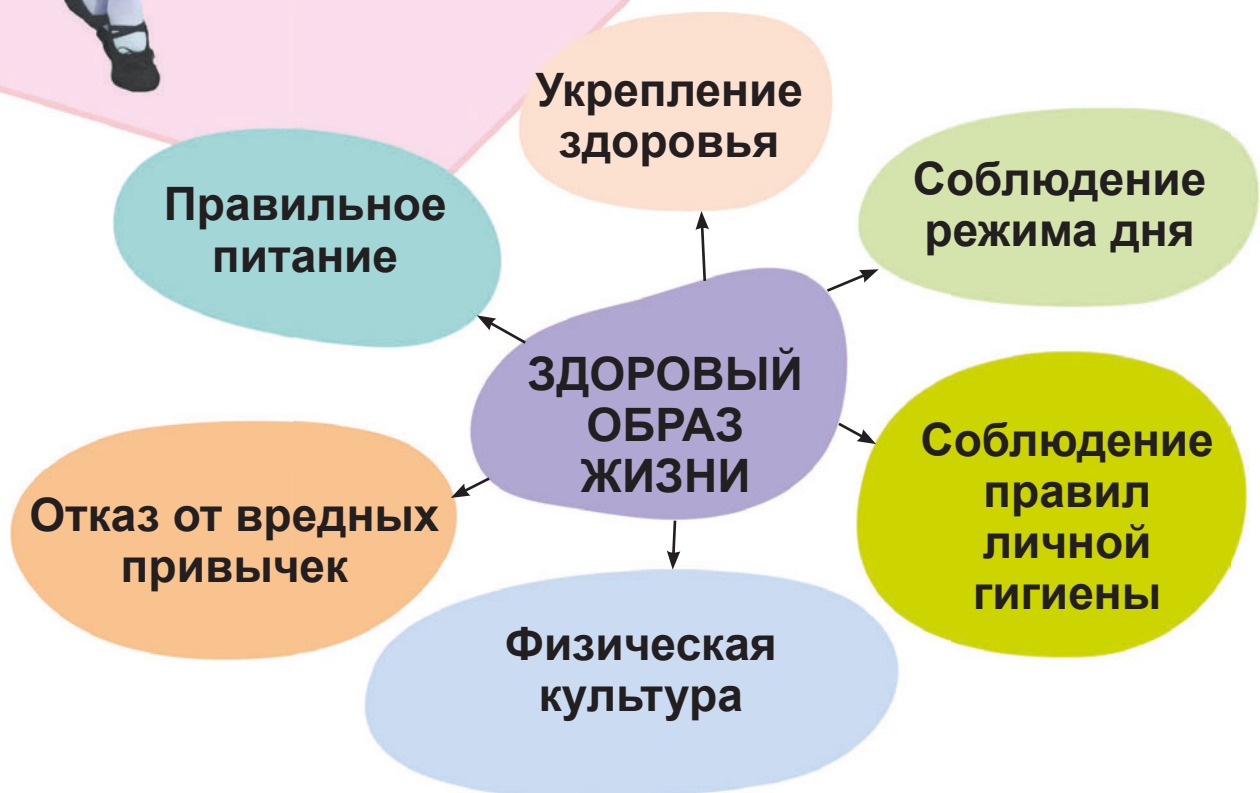 Укрепление
здоровья
Правильное
питание
Соблюдение
режима дня
ЗДОРОВЫЙ
ОБРАЗ
ЖИЗНИ
Соблюдение
правил
личной
гигиены
Отказ от вредных
привычек
Физическая
культура